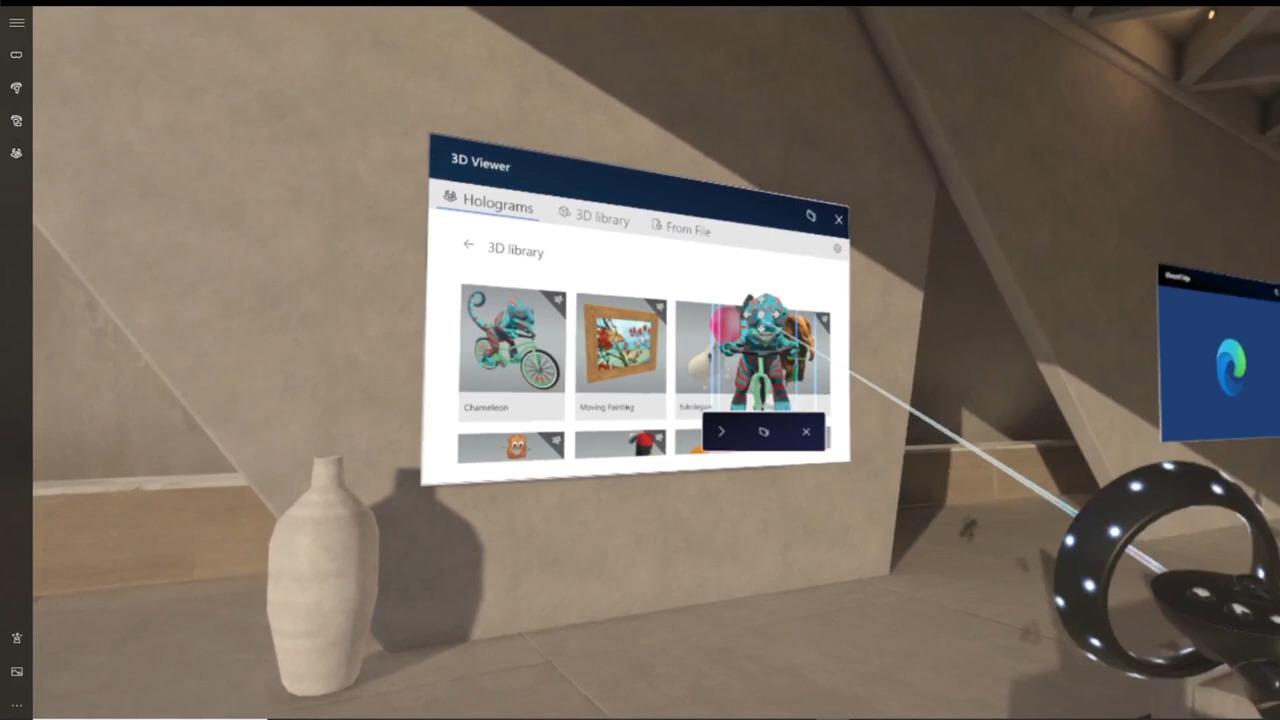 3D Viewer
Holograms
3D library
From File
3D library
Chameleon
Moving Painting